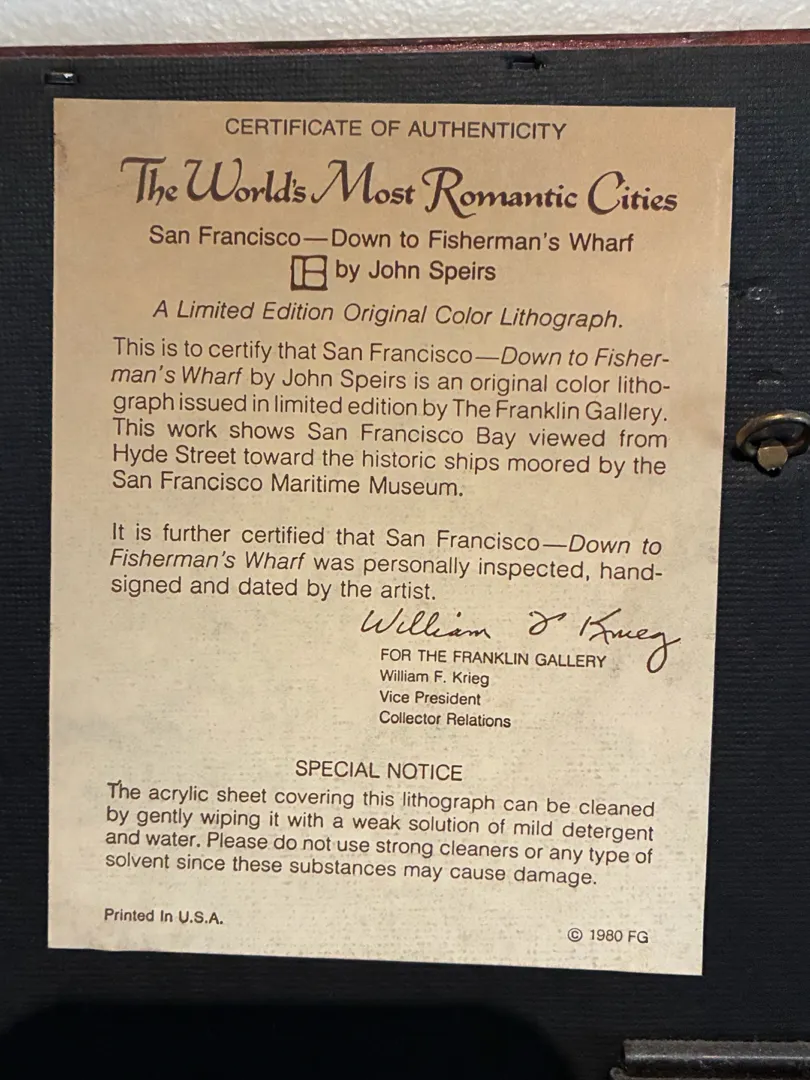 CERTIFICATE OF AUTHENTICITY
The World's Most Romantic Cities
San Francisco—Down to Fisherman's Wharf
by John Speirs
A Limited Edition Original Color Lithograph.
This is to certify that San Francisco—Down to Fisher-
man's Wharf by John Speirs is an original color litho-
graph issued in limited edition by The Franklin Gallery.
This work shows San Francisco Bay viewed from
Hyde Street toward the historic ships moored by the
San Francisco Maritime Museum.
It is further certified that San Francisco—Down to
Fisherman's Wharf was personally inspected, hand-
signed and dated by the artist.
William F Krieg
FOR THE FRANKLIN GALLERY
William F. Krieg
Vice President
Collector Relations
SPECIAL NOTICE
The acrylic sheet covering this lithograph can be cleaned
by gently wiping it with a weak solution of mild detergent
and water. Please do not use strong cleaners or any type of
solvent since these substances may cause damage.
Printed In U.S.A.
© 1980 FG